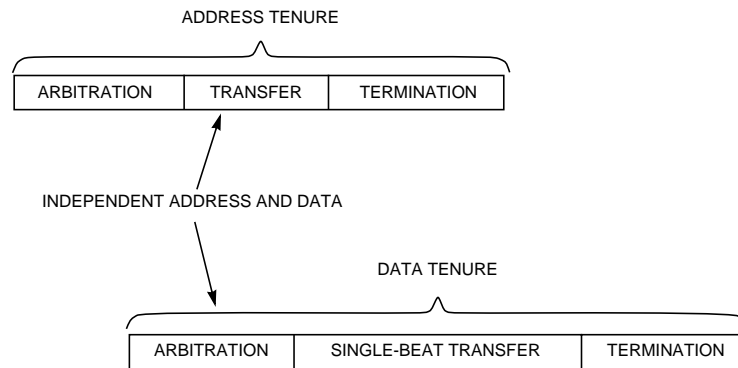 ADDRESS TENURE
ARBITRATION TRANSFER TERMINATION
INDEPENDENT ADDRESS AND DATA
DATA TENURE
ARBITRATION SINGLE-BEAT TRANSFER TERMINATION